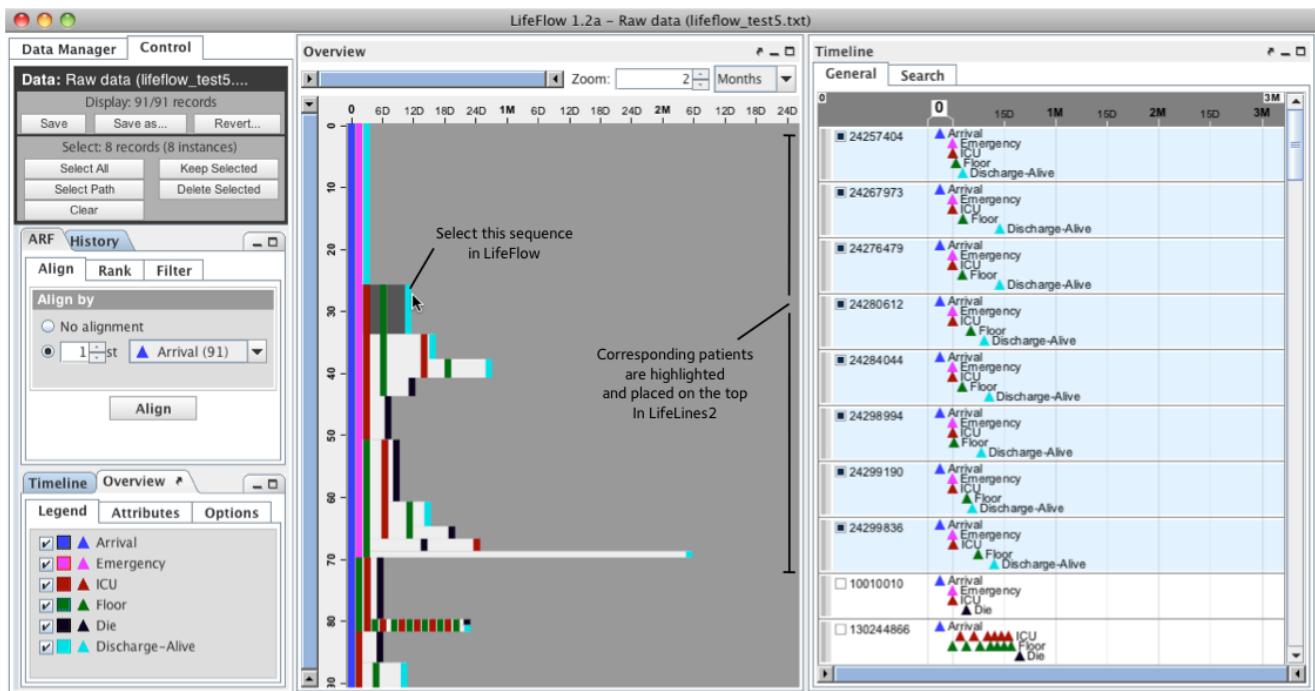 LifeFlow 1.2a – Raw data (lifeflow_test5.txt)
Data Manager
Control
Data: Raw data (lifeflow_test5....
Display: 91/91 records
Save
Save as...
Revert...
Select: 8 records (8 instances)
Select All
Keep Selected
Select Path
Delete Selected
Clear
ARF
History
Align
Rank
Filter
Align by
No alignment
1 st
Arrival (91)
Align
Timeline
Overview
Legend
Attributes
Options
Arrival
Emergency
ICU
Floor
Die
Discharge-Alive
Overview
Zoom: 2 Months
0 6D 12D 18D 24D 1M 6D 12D 18D 24D 2M 6D 12D 18D 24D
0
10
20
30
40
50
60
70
80
90
Select this sequence
in LifeFlow
Corresponding patients
are highlighted
and placed on the top
In LifeLines2
Timeline
General
Search
0 3M
0 15D 1M 15D 2M 15D 3M
24257404
Arrival
Emergency
ICU
Floor
Discharge-Alive
24267973
Arrival
Emergency
ICU
Floor
Discharge-Alive
24276479
Arrival
Emergency
ICU
Floor
Discharge-Alive
24280612
Arrival
Emergency
ICU
Floor
Discharge-Alive
24284044
Arrival
Emergency
ICU
Floor
Discharge-Alive
24298994
Arrival
Emergency
ICU
Floor
Discharge-Alive
24299190
Arrival
Emergency
ICU
Floor
Discharge-Alive
24299836
Arrival
Emergency
ICU
Floor
Discharge-Alive
10010010
Arrival
Emergency
ICU
Die
130244866
Arrival
ICU
Floor
Die